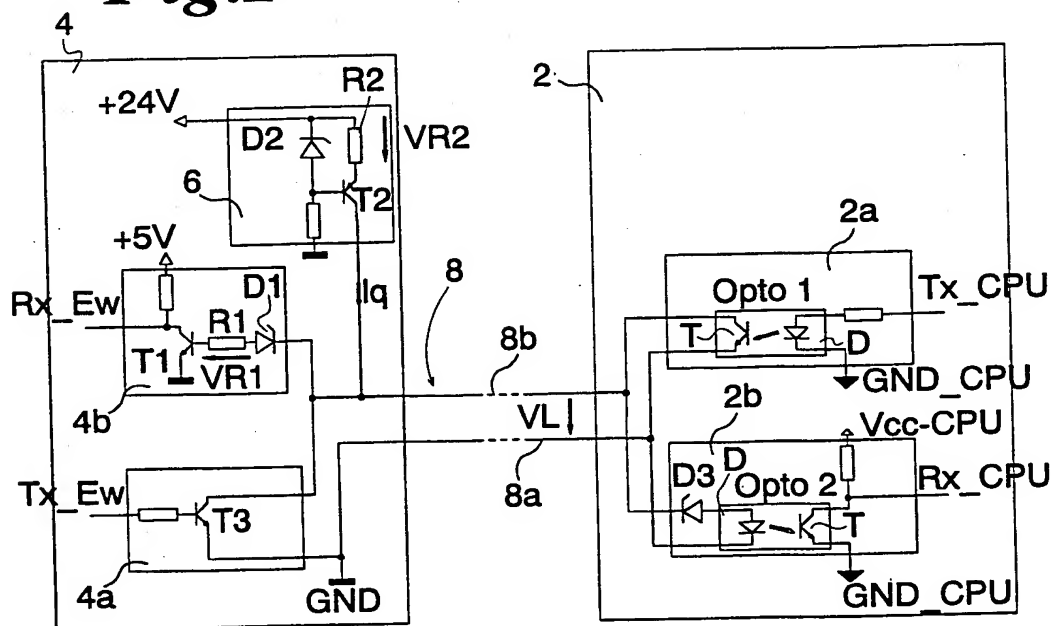 4
+24V
R2
D2
VR2
6
T2
2
+5V
2a
D1
Iq
8
Opto 1
Tx_CPU
Rx_Ew
R1
T
D
T1
VR1
8b
GND_CPU
4b
VL
2b
Vcc-CPU
8a
D3
D
Opto 2
Rx_CPU
Tx_Ew
T3
T
4a
GND
GND_CPU